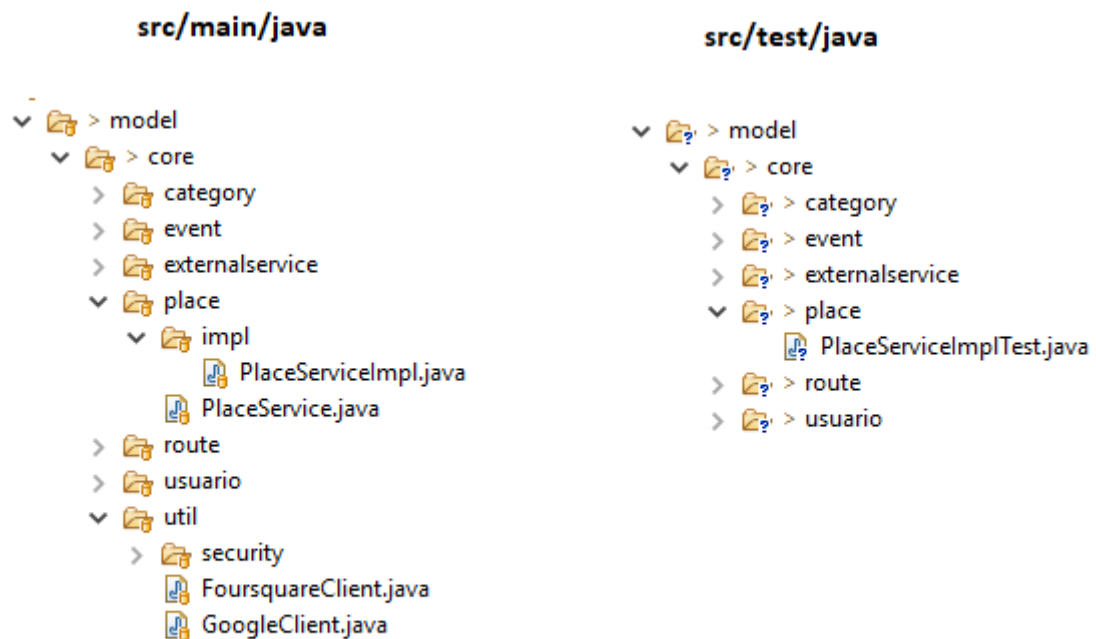 src/main/java
> model
> core
category
event
externalservice
place
impl
PlaceServiceImpl.java
PlaceService.java
route
usuario
util
security
FoursquareClient.java
GoogleClient.java
src/test/java
> model
> core
> category
> event
> externalservice
> place
PlaceServiceImplTest.java
> route
> usuario